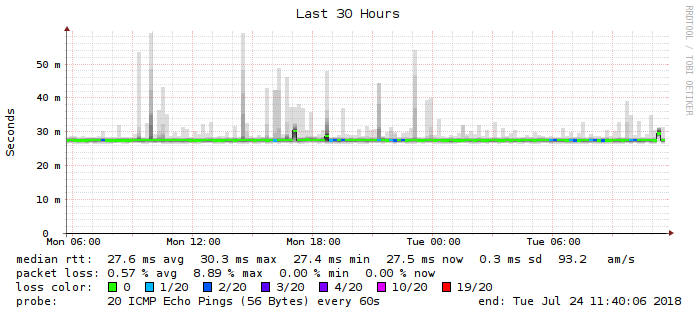 Last 30 Hours
RRDTOOL / TOBI OETIKER
Seconds
50 m
40 m
30 m
20 m
10 m
0
Mon 06:00 Mon 12:00 Mon 18:00 Tue 00:00 Tue 06:00
median rtt: 27.6 ms avg 30.3 ms max 27.4 ms min 27.5 ms now 0.3 ms sd 93.2 am/s
packet loss: 0.57 % avg 8.89 % max 0.00 % min 0.00 % now
loss color: 0 1/20 2/20 3/20 4/20 10/20 19/20
probe: 20 ICMP Echo Pings (56 Bytes) every 60s end: Tue Jul 24 11:40:06 2018